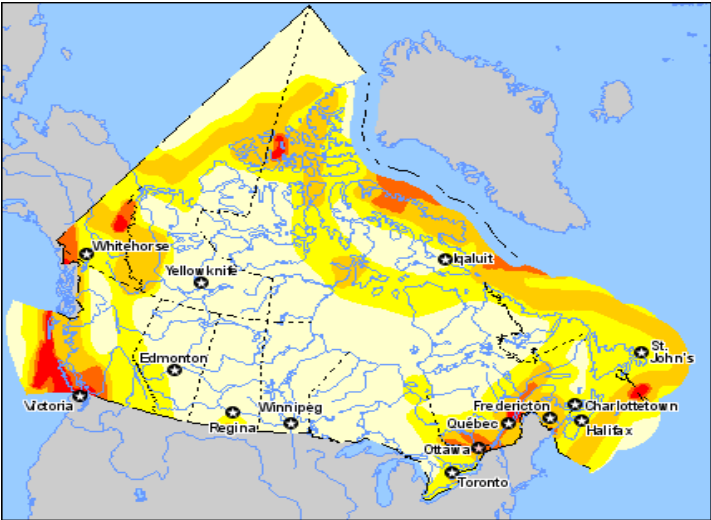 Whitehorse
Yellowknife
Iqaluit
Edmonton
St.
John's
Victoria
Regina
Winnipeg
Fredericton
Charlottetown
Québec
Halifax
Ottawa
Toronto